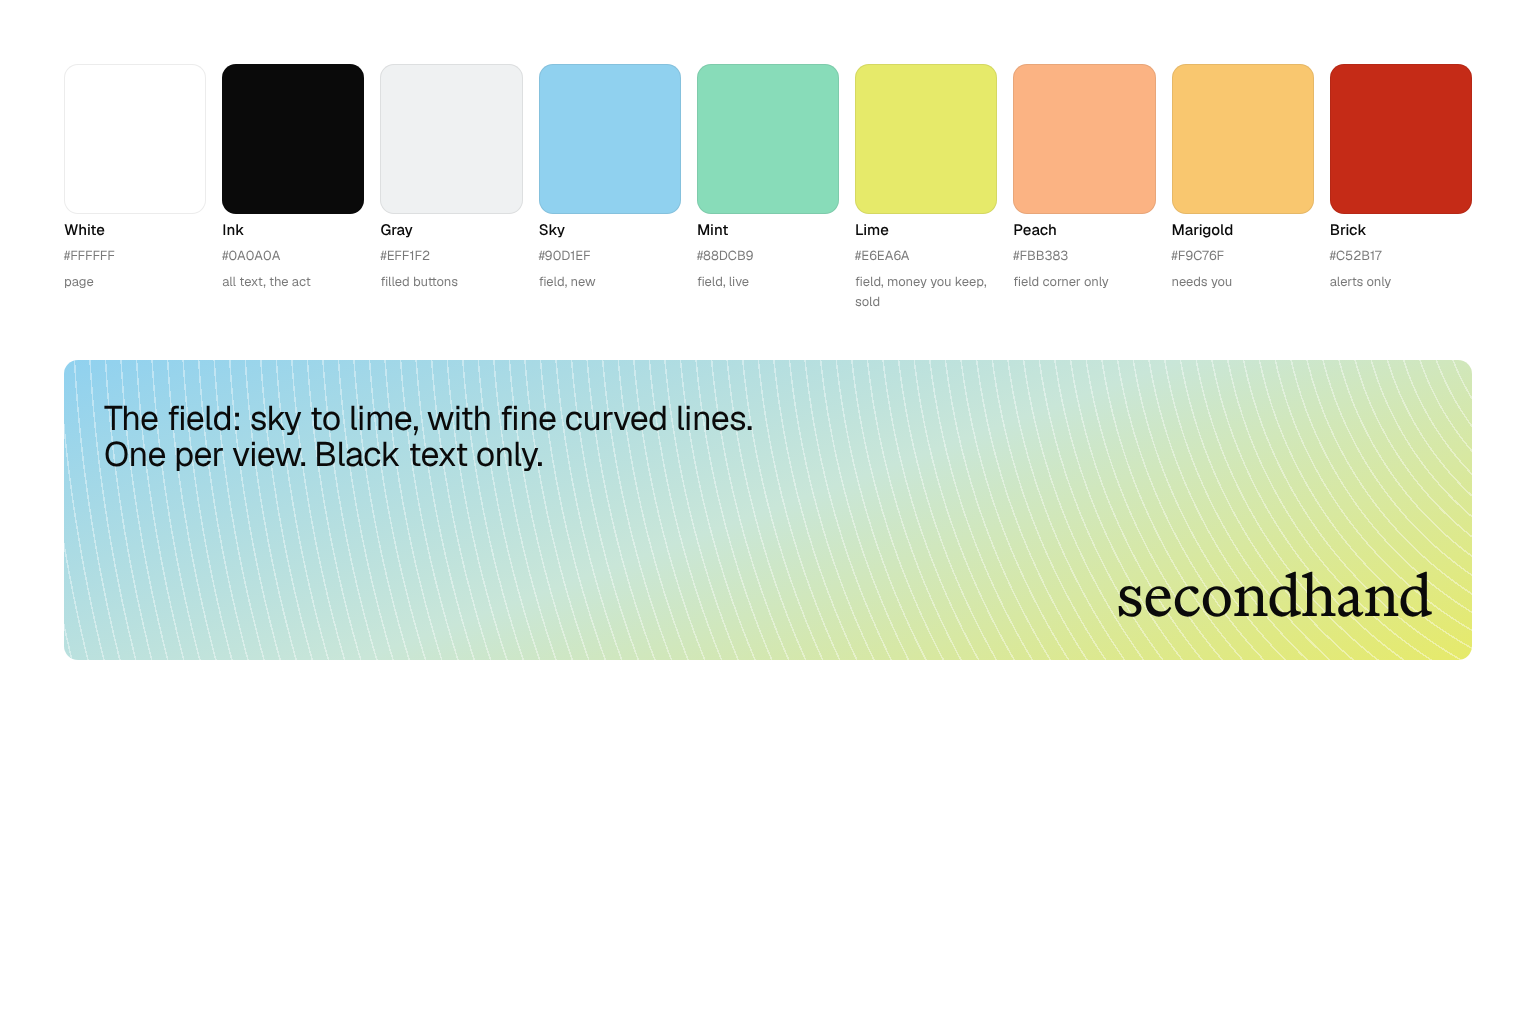 White
#FFFFFF
page
Ink
#0A0A0A
all text, the act
Gray
#EFF1F2
filled buttons
Sky
#90D1EF
field, new
Mint
#88DCB9
field, live
Lime
#E6EA6A
field, money you keep,
sold
Peach
#FBB383
field corner only
Marigold
#F9C76F
needs you
Brick
#C52B17
alerts only
The field: sky to lime, with fine curved lines.
One per view. Black text only.
secondhand